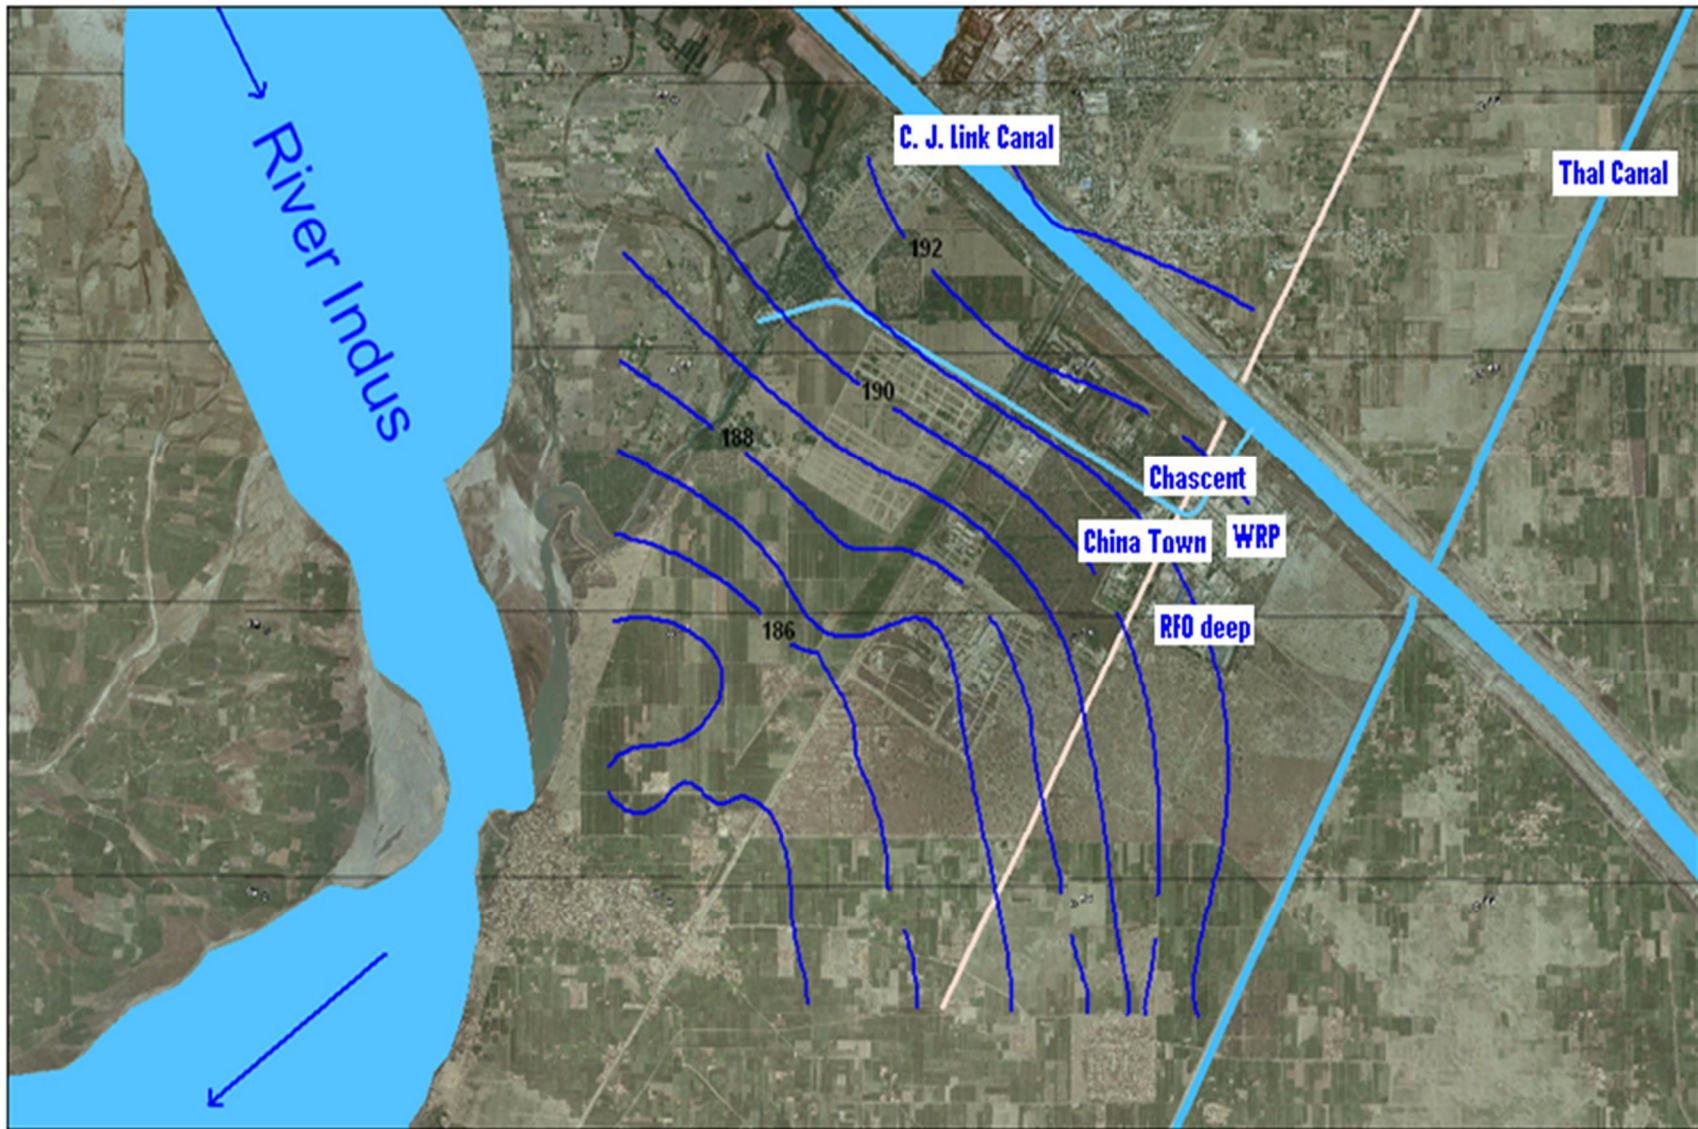 C. J. Link Canal
Thal Canal
River Indus
192
190
188
Chascent
China Town
WRP
RFO deep
186